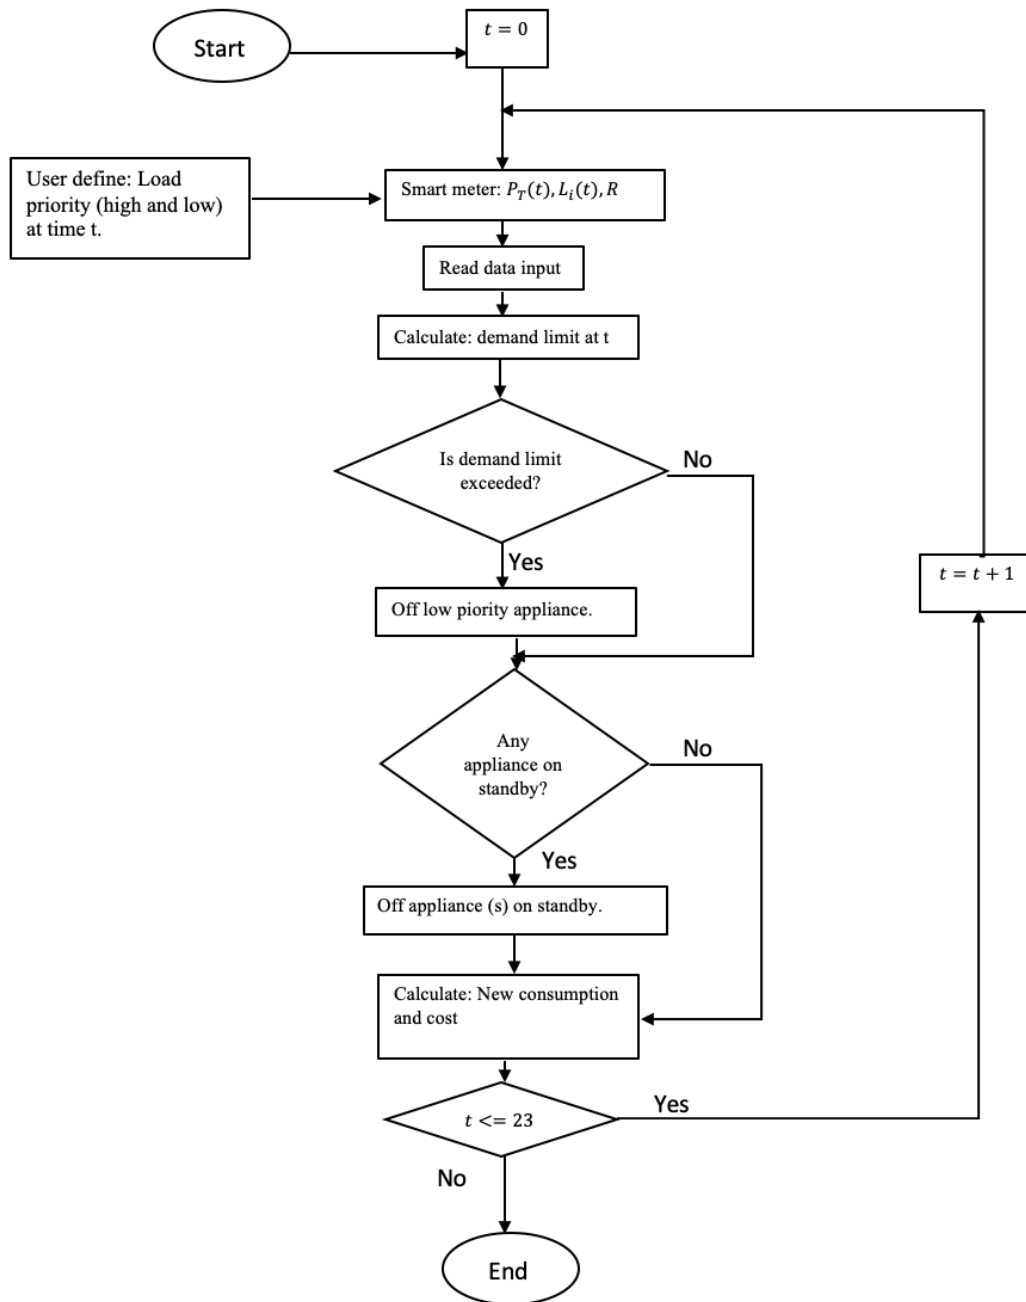 Start
t = 0
User define: Load
priority (high and low)
at time t.
Smart meter: P_T(t), L_i(t), R
Read data input
Calculate: demand limit at t
Is demand limit
exceeded?
No
Yes
Off low piority appliance.
t = t + 1
Any
appliance on
standby?
No
Yes
Off appliance (s) on standby.
Calculate: New consumption
and cost
t <= 23
Yes
No
End